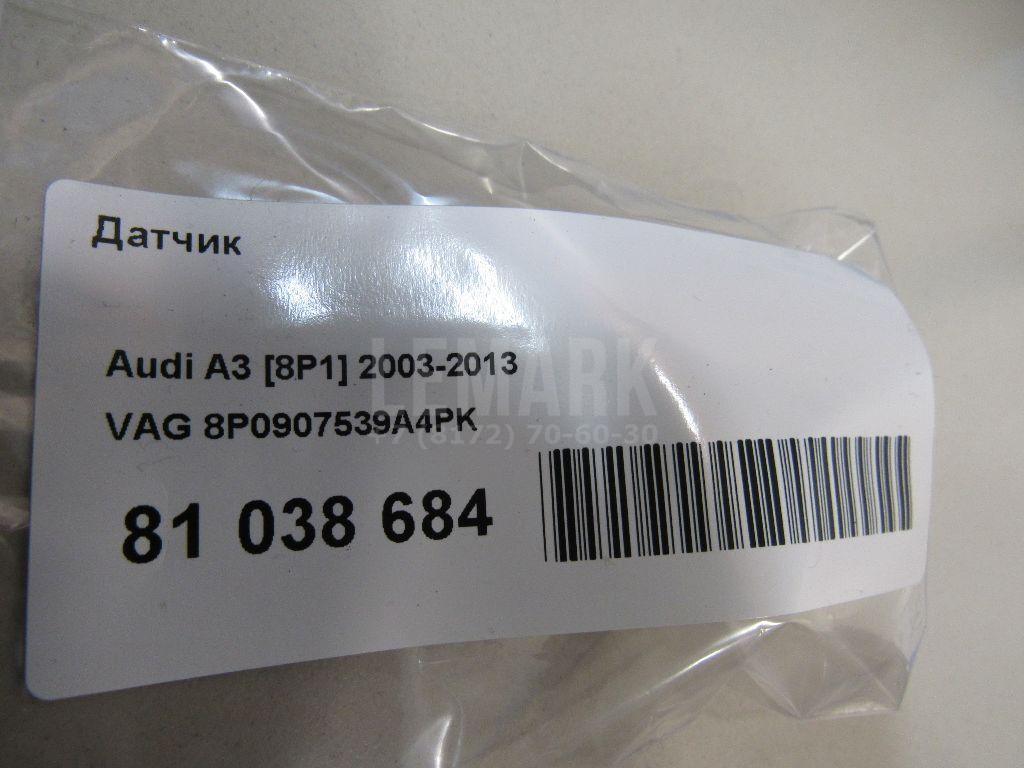 Датчик
Audi A3 [8P1] 2003-2013
VAG 8P0907539A4PK
LEMARK
+7 (8172) 70-60-30
81 038 684